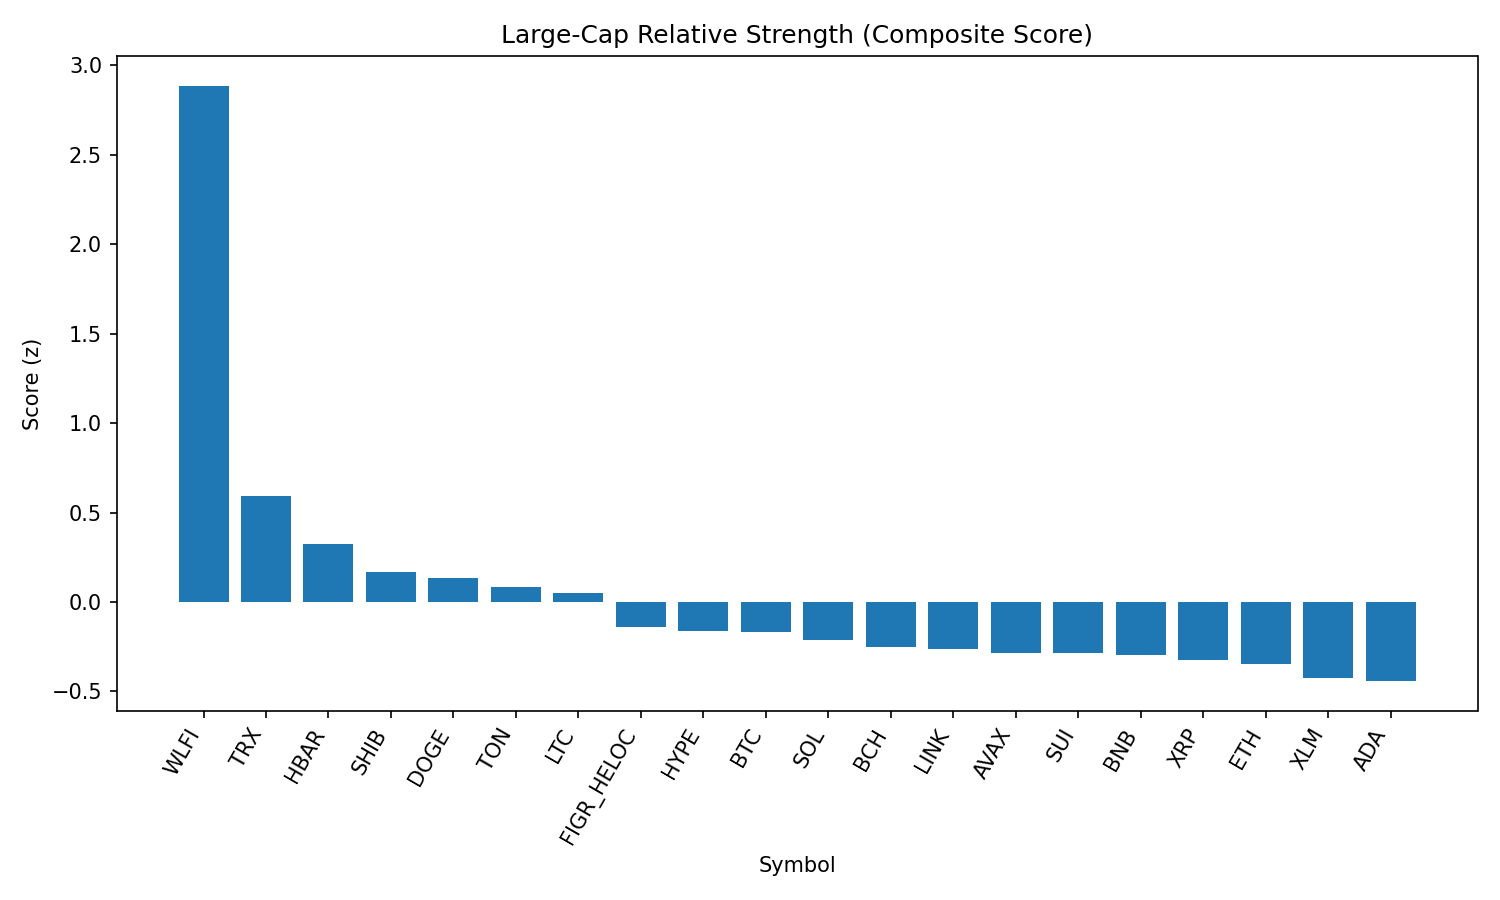 Large-Cap Relative Strength (Composite Score)
Score (z)
3.0
2.5
2.0
1.5
1.0
0.5
0.0
−0.5
WLFI
TRX
HBAR
SHIB
DOGE
TON
LTC
FIGR_HELOC
HYPE
BTC
SOL
BCH
LINK
AVAX
SUI
BNB
XRP
ETH
XLM
ADA
Symbol